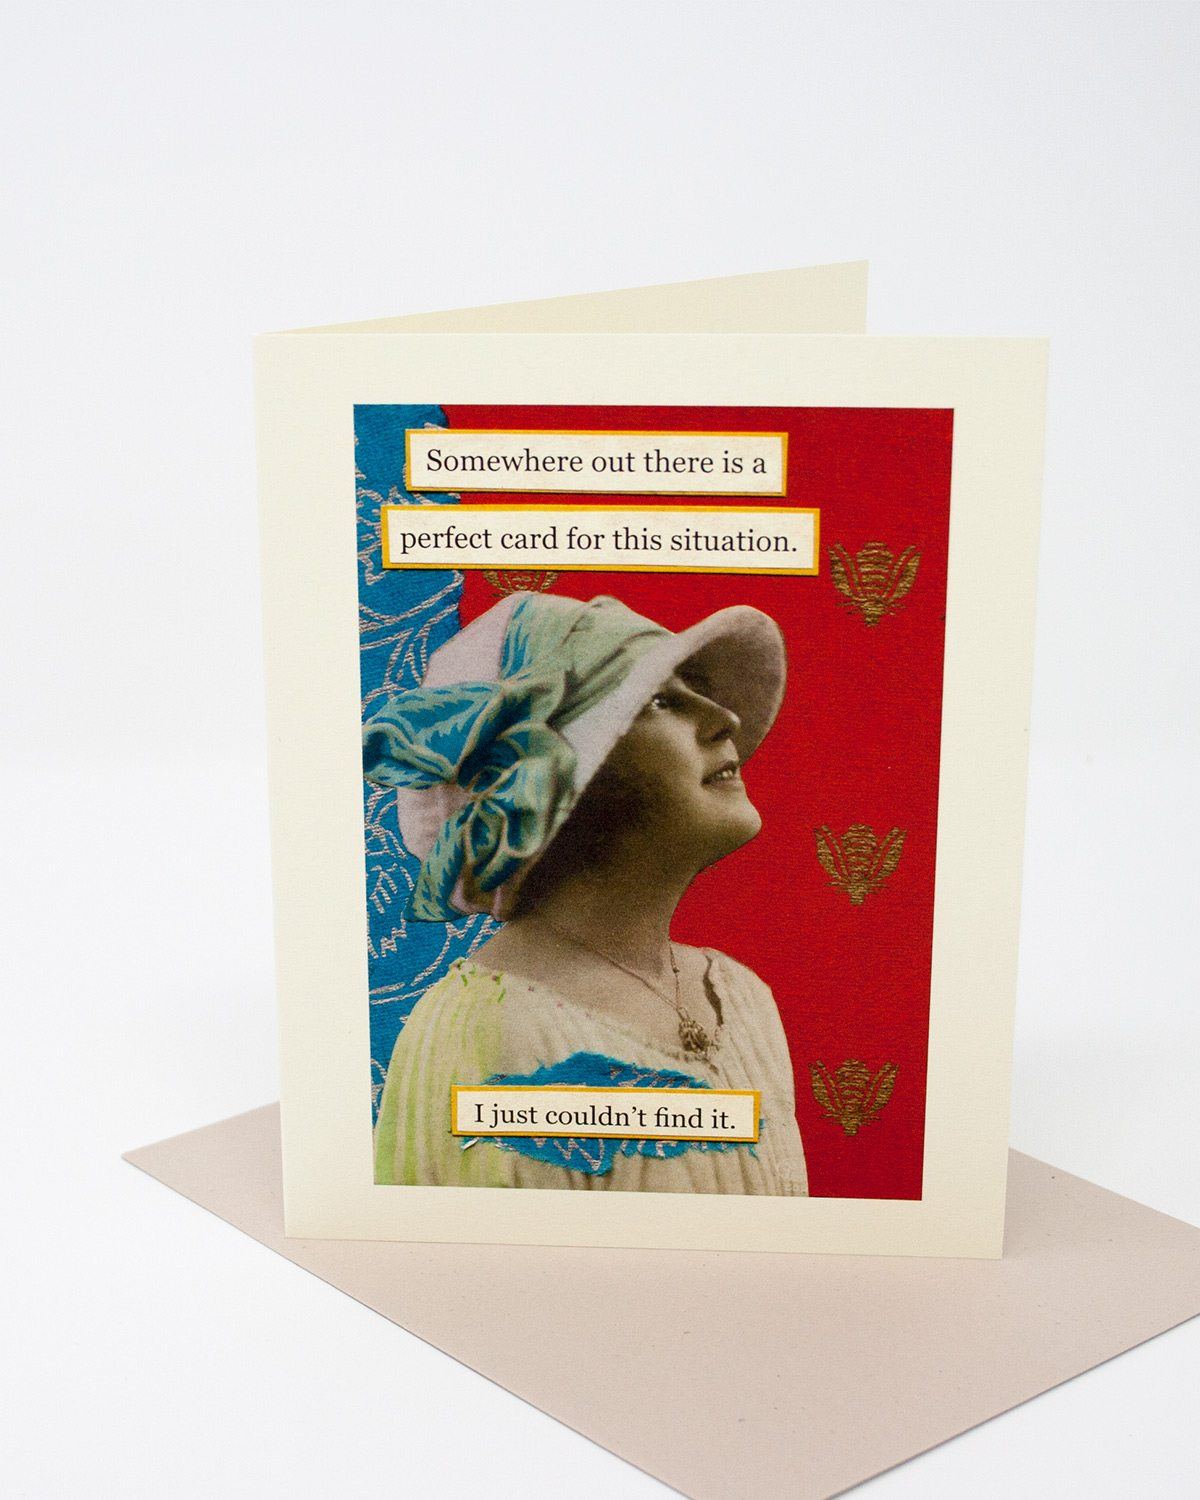 Somewhere out there is a
perfect card for this situation.
I just couldn’t find it.